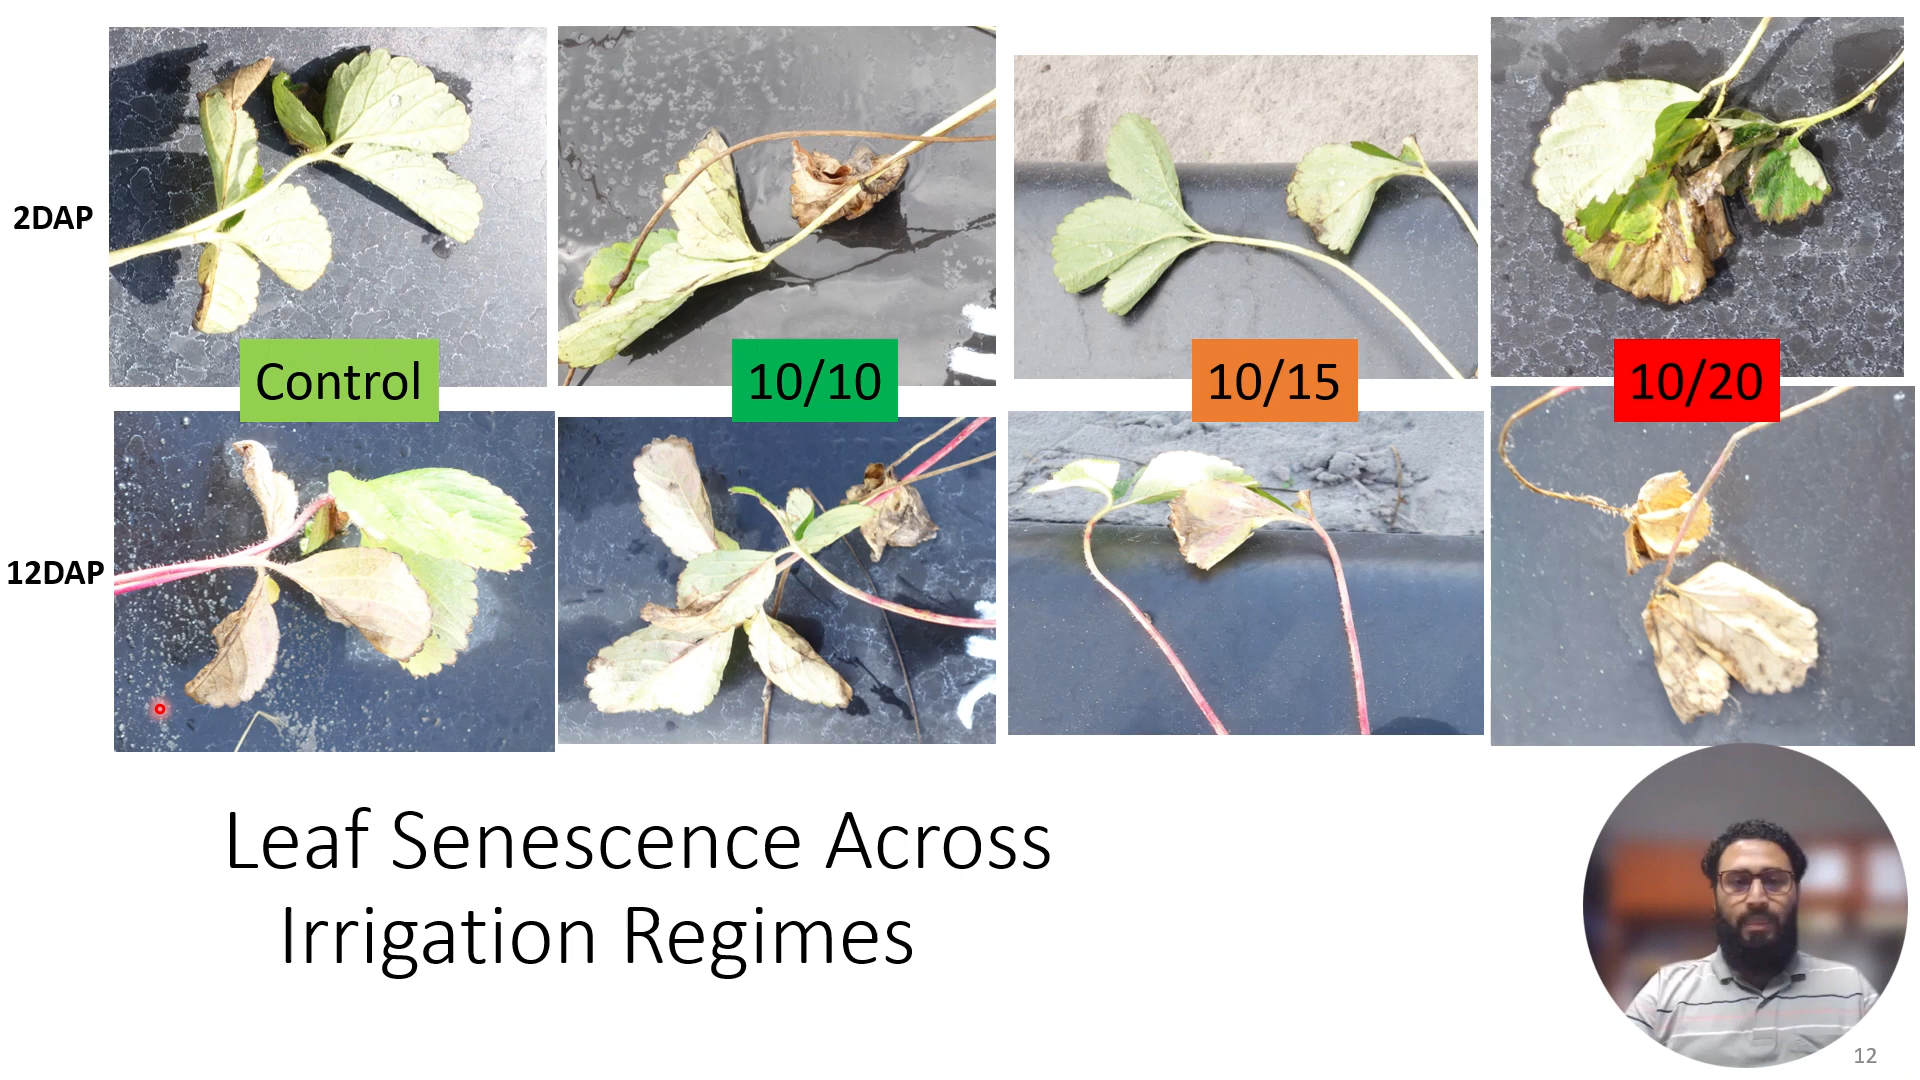 2DAP
Control
10/10
10/15
10/20
12DAP
Leaf Senescence Across
Irrigation Regimes
12